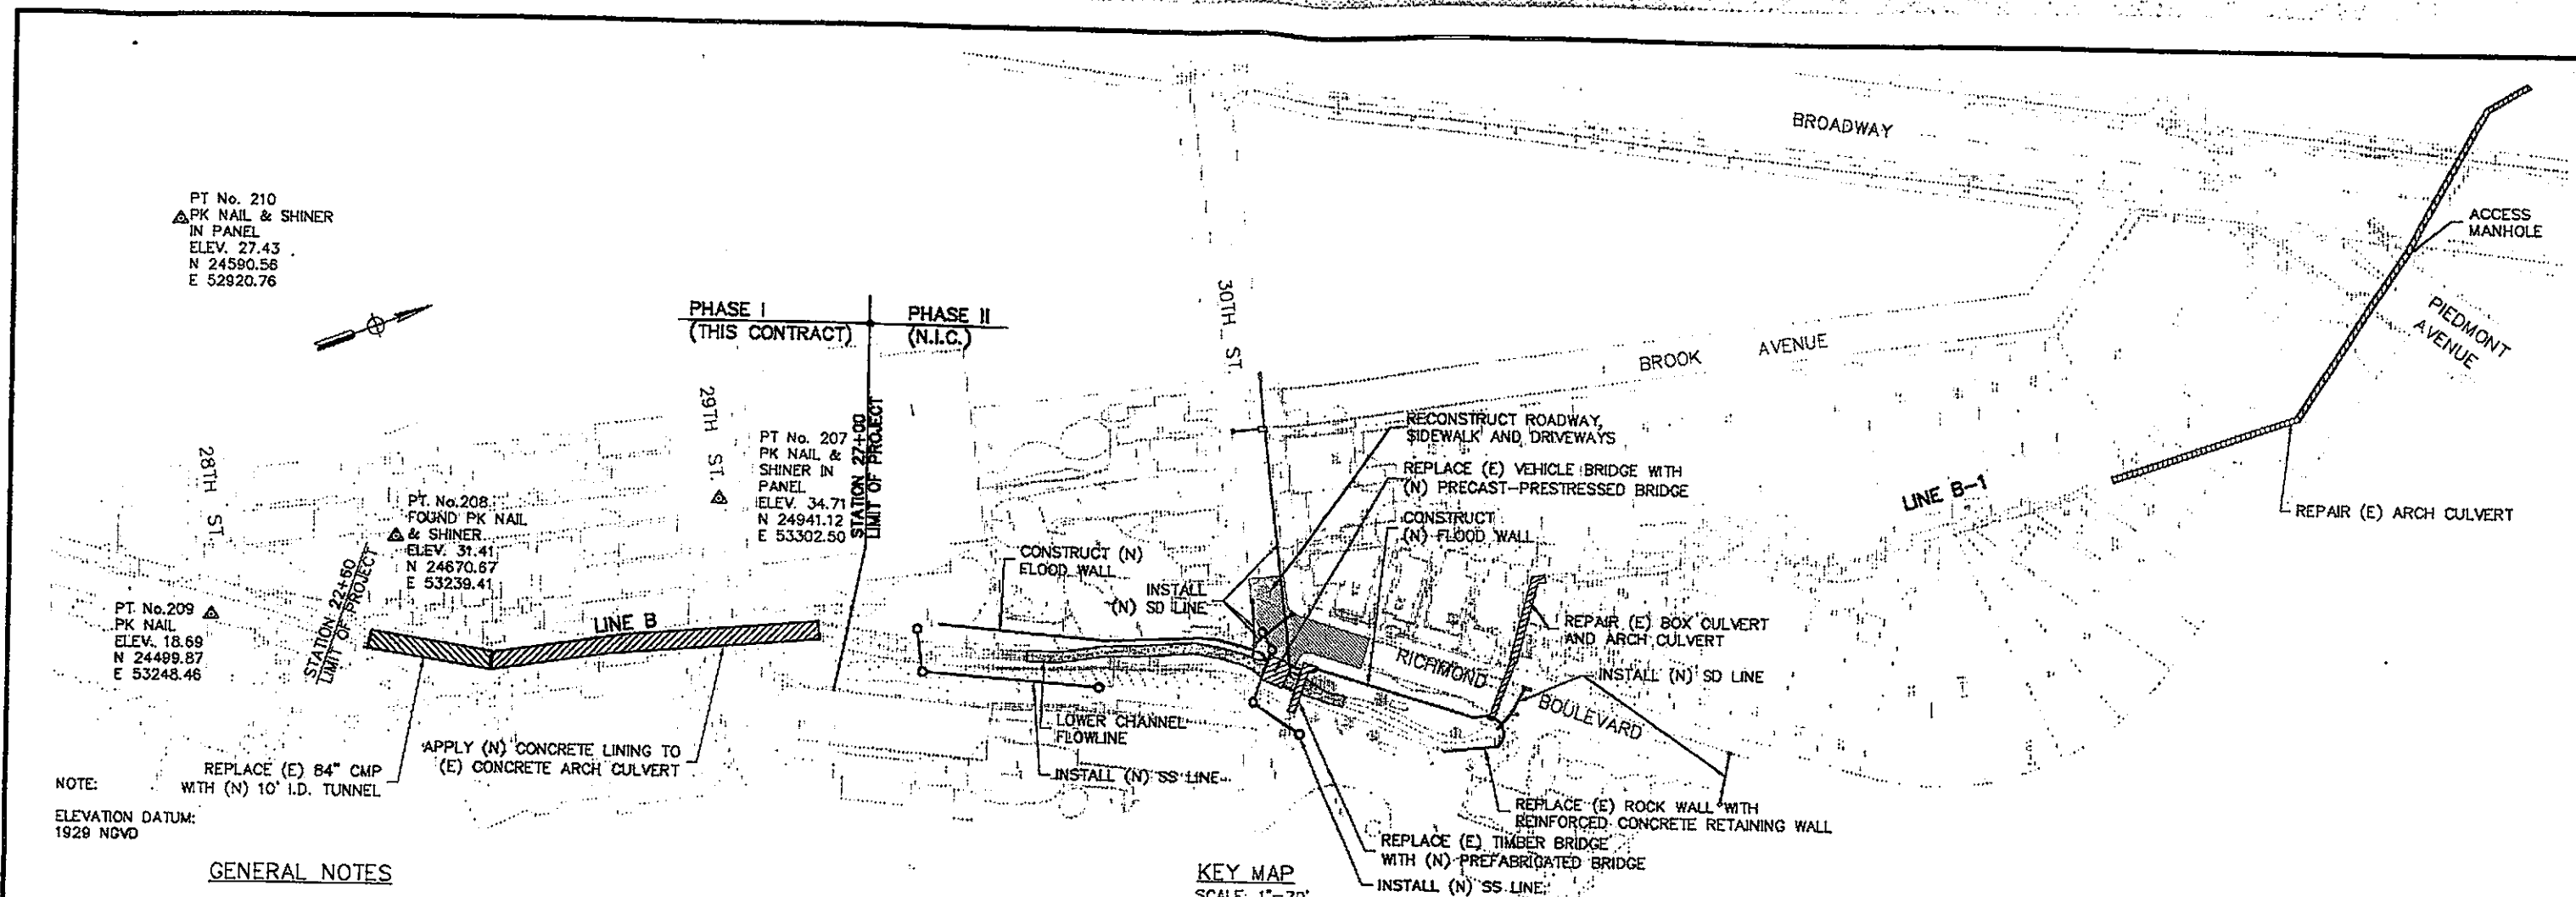 BROADWAY
PT No. 210
PK NAIL & SHINER
IN PANEL
ELEV. 27.43
N 24590.56
E 52920.76
ACCESS
MANHOLE
PIEDMONT
AVENUE
PHASE I
(THIS CONTRACT)
PHASE II
(N.I.C.)
30TH ST.
BROOK AVENUE
28TH ST
29TH ST.
PT No. 207
PK NAIL &
SHINER IN
PANEL
ELEV. 34.71
N 24941.12
E 53302.50
STATION 27+00
LIMIT OF PROJECT
RECONSTRUCT ROADWAY,
SIDEWALK AND DRIVEWAYS
REPLACE (E) VEHICLE BRIDGE WITH
(N) PRECAST-PRESTRESSED BRIDGE
CONSTRUCT
(N) FLOOD WALL
LINE B-1
REPAIR (E) ARCH CULVERT
PT. No.208
FOUND PK NAIL
& SHINER
ELEV. 31.41
N 24670.67
E 53239.41
CONSTRUCT (N)
FLOOD WALL
INSTALL
(N) SD LINE
PT. No.209
PK NAIL
ELEV. 18.69
N 24499.87
E 53248.46
STATION 22+60
LIMIT OF PROJECT
LINE B
REPAIR (E) BOX CULVERT
AND ARCH CULVERT
RICHMOND
BOULEVARD
INSTALL (N) SD LINE
LOWER CHANNEL
FLOWLINE
INSTALL (N) SS LINE
REPLACE (E) 84" CMP
WITH (N) 10' I.D. TUNNEL
APPLY (N) CONCRETE LINING TO
(E) CONCRETE ARCH CULVERT
NOTE:
ELEVATION DATUM:
1929 NGVD
REPLACE (E) ROCK WALL WITH
REINFORCED CONCRETE RETAINING WALL
REPLACE (E) TIMBER BRIDGE
WITH (N) PREFABRIGATED BRIDGE
INSTALL (N) SS LINE
GENERAL NOTES
KEY MAP
SCALE: 1"=70'